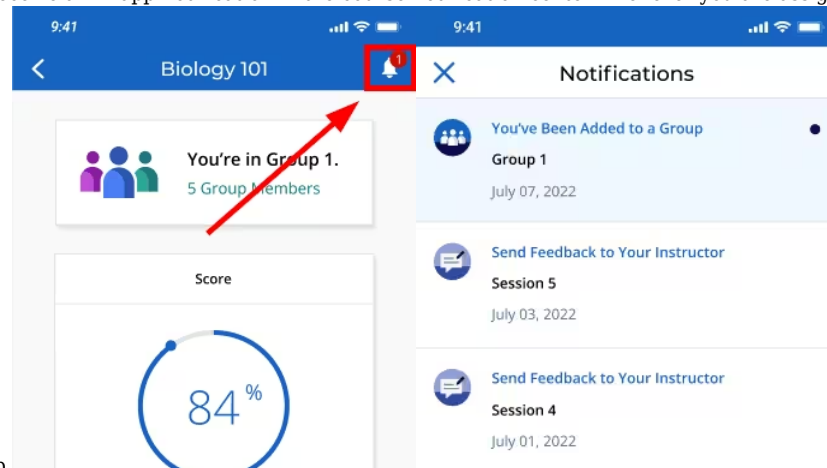 9:41
Biology 101
1
You're in Group 1.
5 Group Members
Score
84%
9:41
Notifications
You've Been Added to a Group
Group 1
July 07, 2022
Send Feedback to Your Instructor
Session 5
July 03, 2022
Send Feedback to Your Instructor
Session 4
July 01, 2022